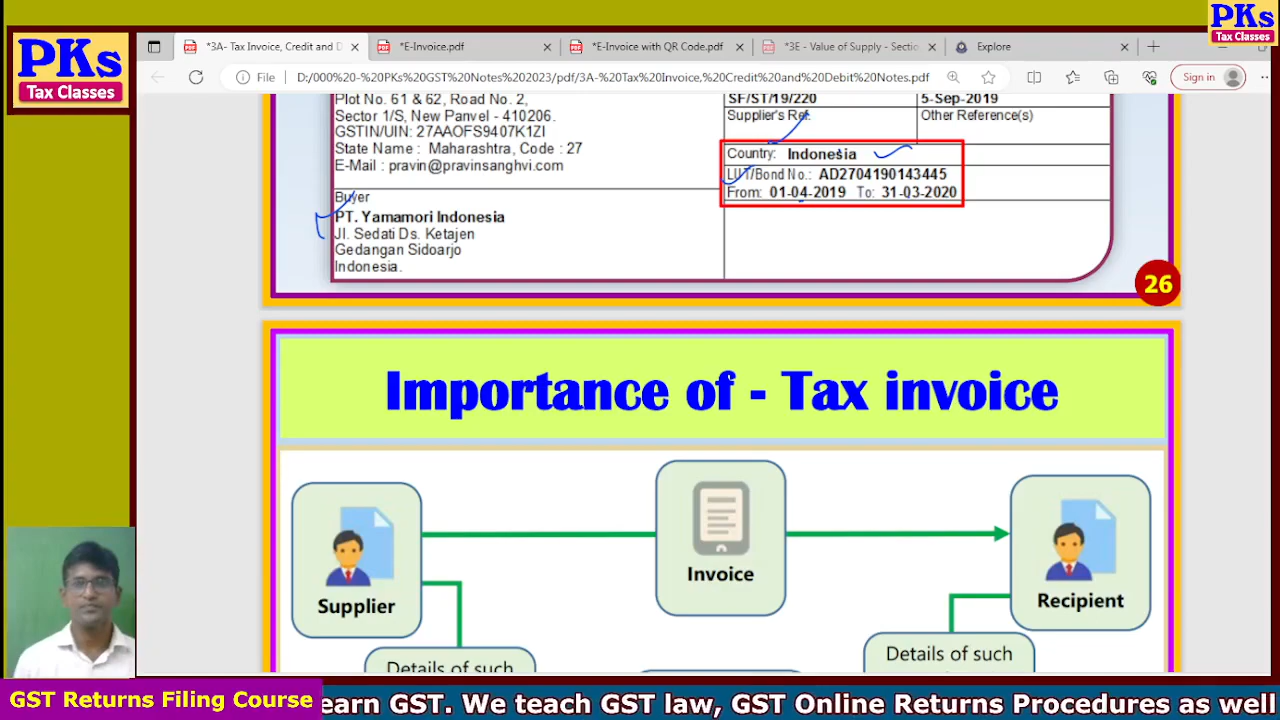 PKs
Tax Classes
PKs
Tax Classes
*3A- Tax Invoice, Credit and D
*E-Invoice.pdf
*E-Invoice with QR Code.pdf
*3E - Value of Supply - Sectio
Explore
File
D:/000%20-%20PKs%20GST%20Notes%202023/pdf/3A-%20Tax%20Invoice,%20Credit%20and%20Debit%20Notes.pdf
Sign in
Plot No. 61 & 62, Road No. 2,
Sector 1/S, New Panvel - 410206.
GSTIN/UIN: 27AAOFS9407K1ZI
State Name : Maharashtra, Code : 27
E-Mail : pravin@pravinsanghvi.com
SF/ST/19/220
5-Sep-2019
Supplier's Ref.
Other Reference(s)
Country: Indonesia
LUT/Bond No.: AD2704190143445
From: 01-04-2019 To: 31-03-2020
Buyer
PT. Yamamori Indonesia
Jl. Sedati Ds. Ketajen
Gedangan Sidoarjo
Indonesia.
26
Importance of - Tax invoice
Supplier
Invoice
Recipient
Details of such
Details of such
GST Returns Filing Course
earn GST. We teach GST law, GST Online Returns Procedures as well